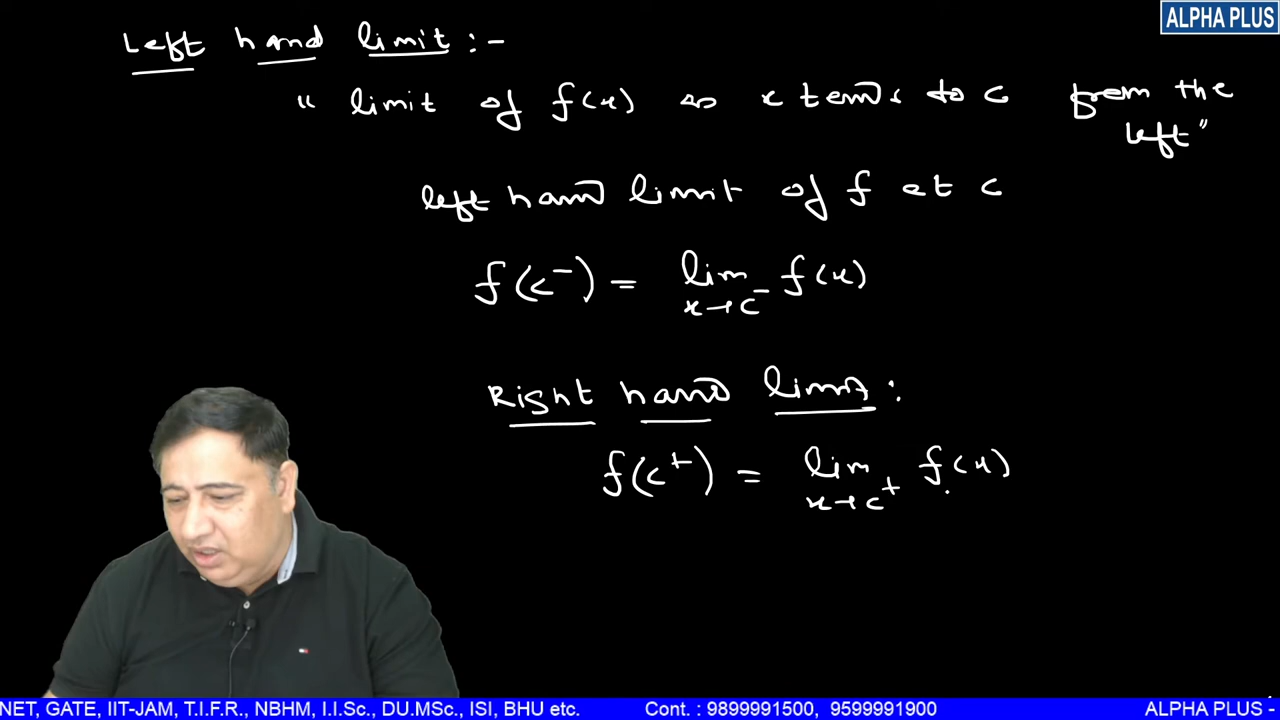 ALPHA PLUS
Left hand limit :-
" limit of f(x) as x tends to c from the
left"
left hand limit of f at c
f(c⁻) = lim f(x)
x→c⁻
Right hand limit :
f(c⁺) = lim f(x)
x→c⁺
NET, GATE, IIT-JAM, T.I.F.R., NBHM, I.I.Sc., DU.MSc., ISI, BHU etc. Cont. : 9899991500, 9599991900 ALPHA PLUS -